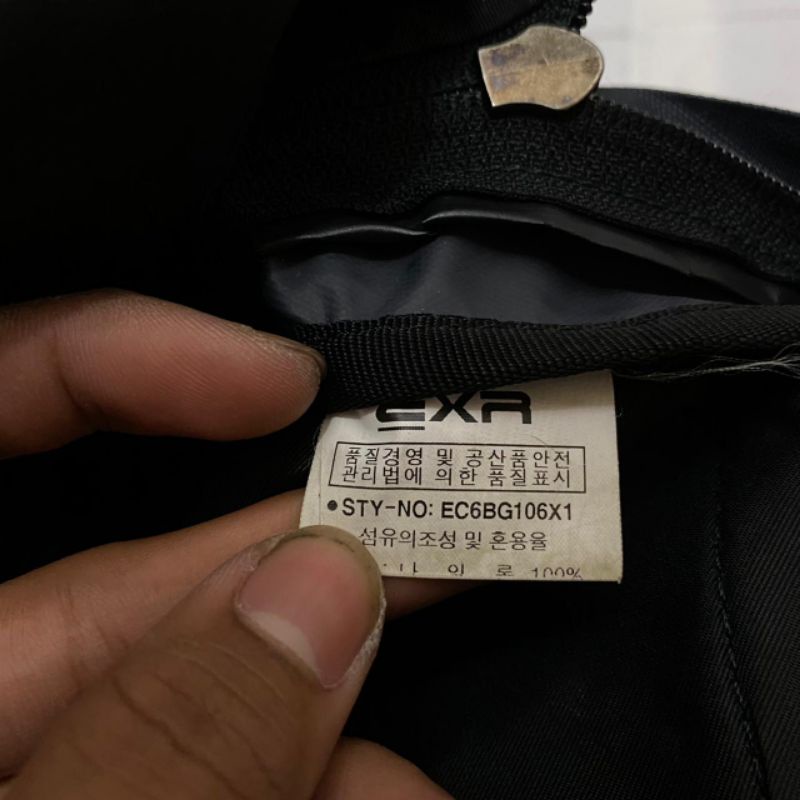 EXR
품질경영 및 공산품안전
관리법에 의한 품질표시
•STY-NO: EC6BG106X1
섬유의조성 및 혼용율
100%